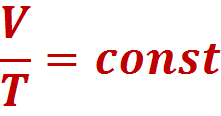 V
T = const